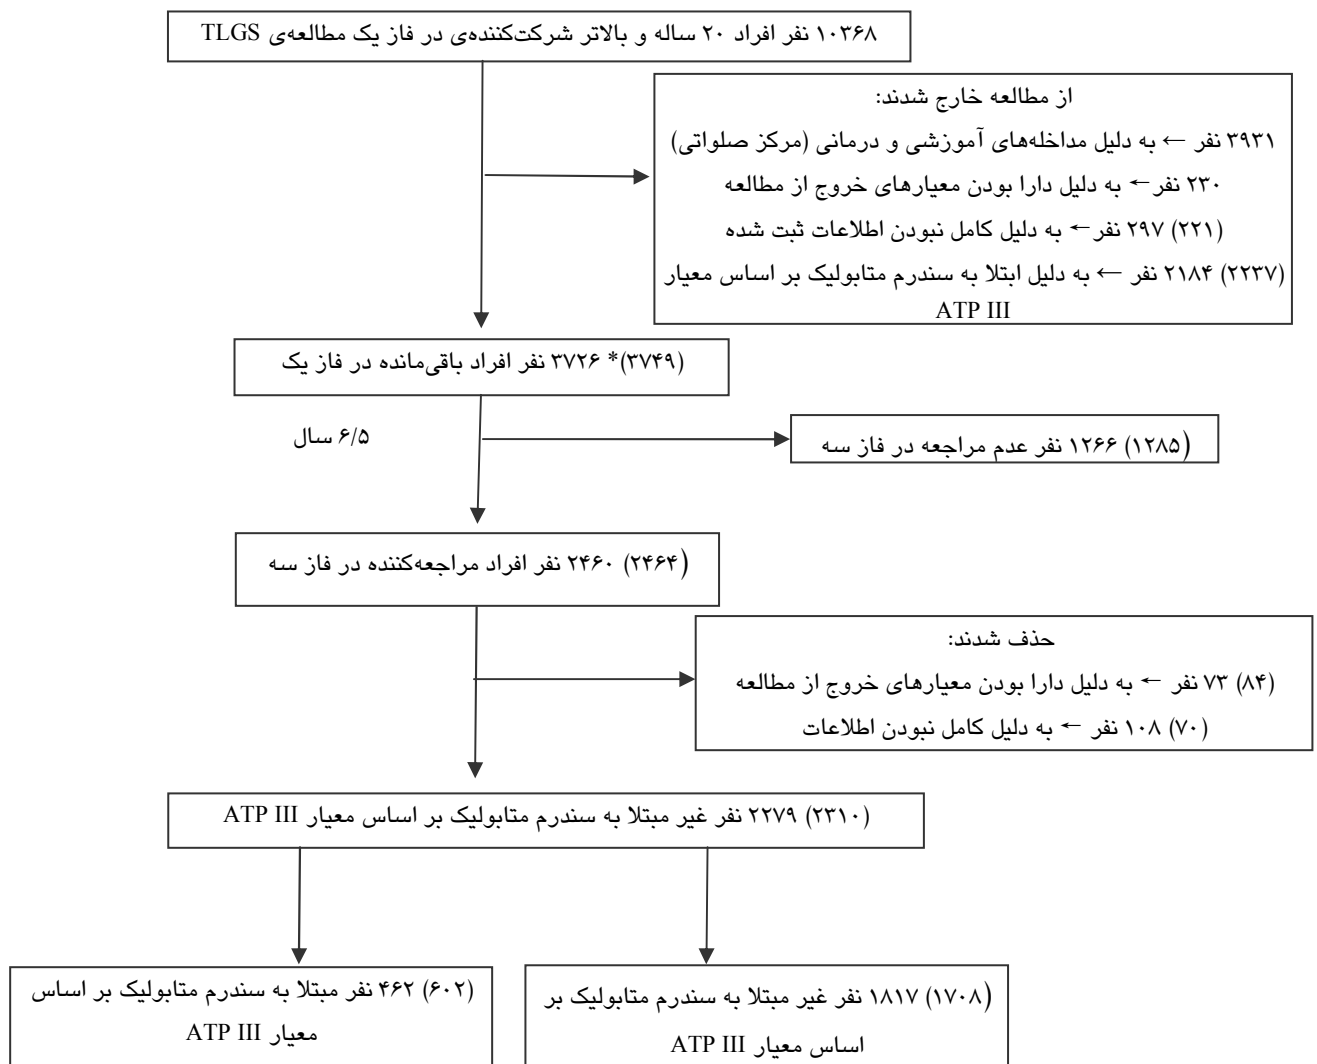 ۱۰۳۶۸ نفر افراد ۲۰ ساله و بالاتر شرکت‌کننده‌ی در فاز یک مطالعه‌ی TLGS
از مطالعه خارج شدند:
۳۹۳۱ نفر ← به دلیل مداخله‌های آموزشی و درمانی (مرکز صلواتی)
۲۳۰ نفر← به دلیل دارا بودن معیارهای خروج از مطالعه
(۲۲۱) ۲۹۷ نفر← به دلیل کامل نبودن اطلاعات ثبت شده
(۲۲۳۷) ۲۱۸۴ نفر ← به دلیل ابتلا به سندرم متابولیک بر اساس معیار
ATP III
(۳۷۴۹)* ۳۷۲۶ نفر افراد باقی‌مانده در فاز یک
۶/۵ سال
(۱۲۸۵) ۱۲۶۶ نفر عدم مراجعه در فاز سه
(۲۴۶۴) ۲۴۶۰ نفر افراد مراجعه‌کننده در فاز سه
حذف شدند:
(۸۴) ۷۳ نفر ← به دلیل دارا بودن معیارهای خروج از مطالعه
(۷۰) ۱۰۸ نفر ← به دلیل کامل نبودن اطلاعات
(۲۳۱۰) ۲۲۷۹ نفر غیر مبتلا به سندرم متابولیک بر اساس معیار ATP III
(۱۷۰۸) ۱۸۱۷ نفر غیر مبتلا به سندرم متابولیک بر
اساس معیار ATP III
(۶۰۲) ۴۶۲ نفر مبتلا به سندرم متابولیک بر اساس
معیار ATP III